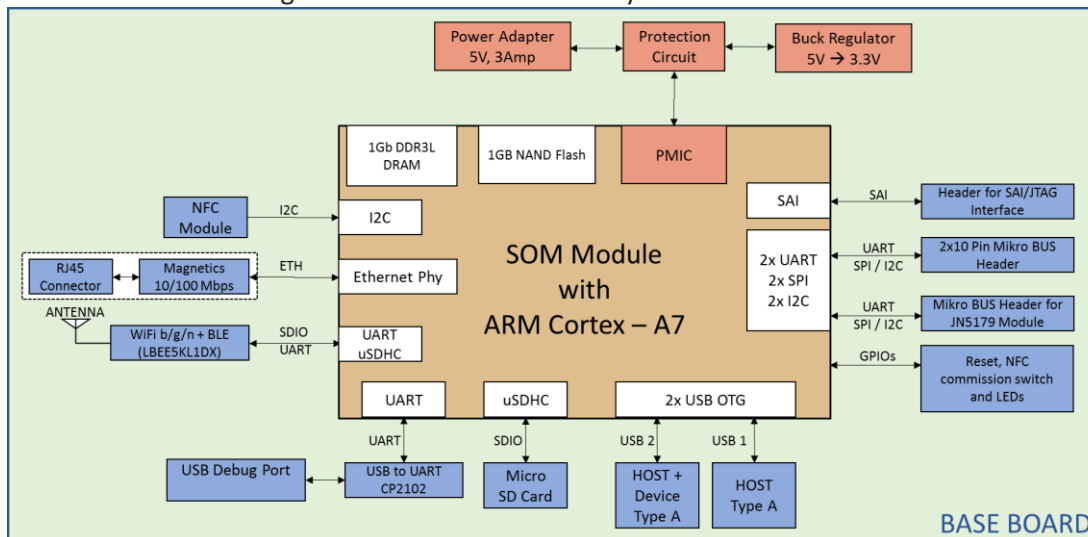 Power Adapter
5V, 3Amp
Protection
Circuit
Buck Regulator
5V → 3.3V
1Gb DDR3L
DRAM
1GB NAND Flash
PMIC
SAI
SAI
Header for SAI/JTAG
Interface
NFC
Module
I2C
I2C
SOM Module
with
ARM Cortex – A7
2x UART
2x SPI
2x I2C
UART
SPI / I2C
2x10 Pin Mikro BUS
Header
RJ45
Connector
Magnetics
10/100 Mbps
ETH
Ethernet Phy
UART
SPI / I2C
Mikro BUS Header for
JN5179 Module
ANTENNA
WiFi b/g/n + BLE
(LBEE5KL1DX)
SDIO
UART
UART
uSDHC
GPIOs
Reset, NFC
commission switch
and LEDs
UART
uSDHC
2x USB OTG
UART
SDIO
USB 2
USB 1
USB Debug Port
USB to UART
CP2102
Micro
SD Card
HOST +
Device
Type A
HOST
Type A
BASE BOARD